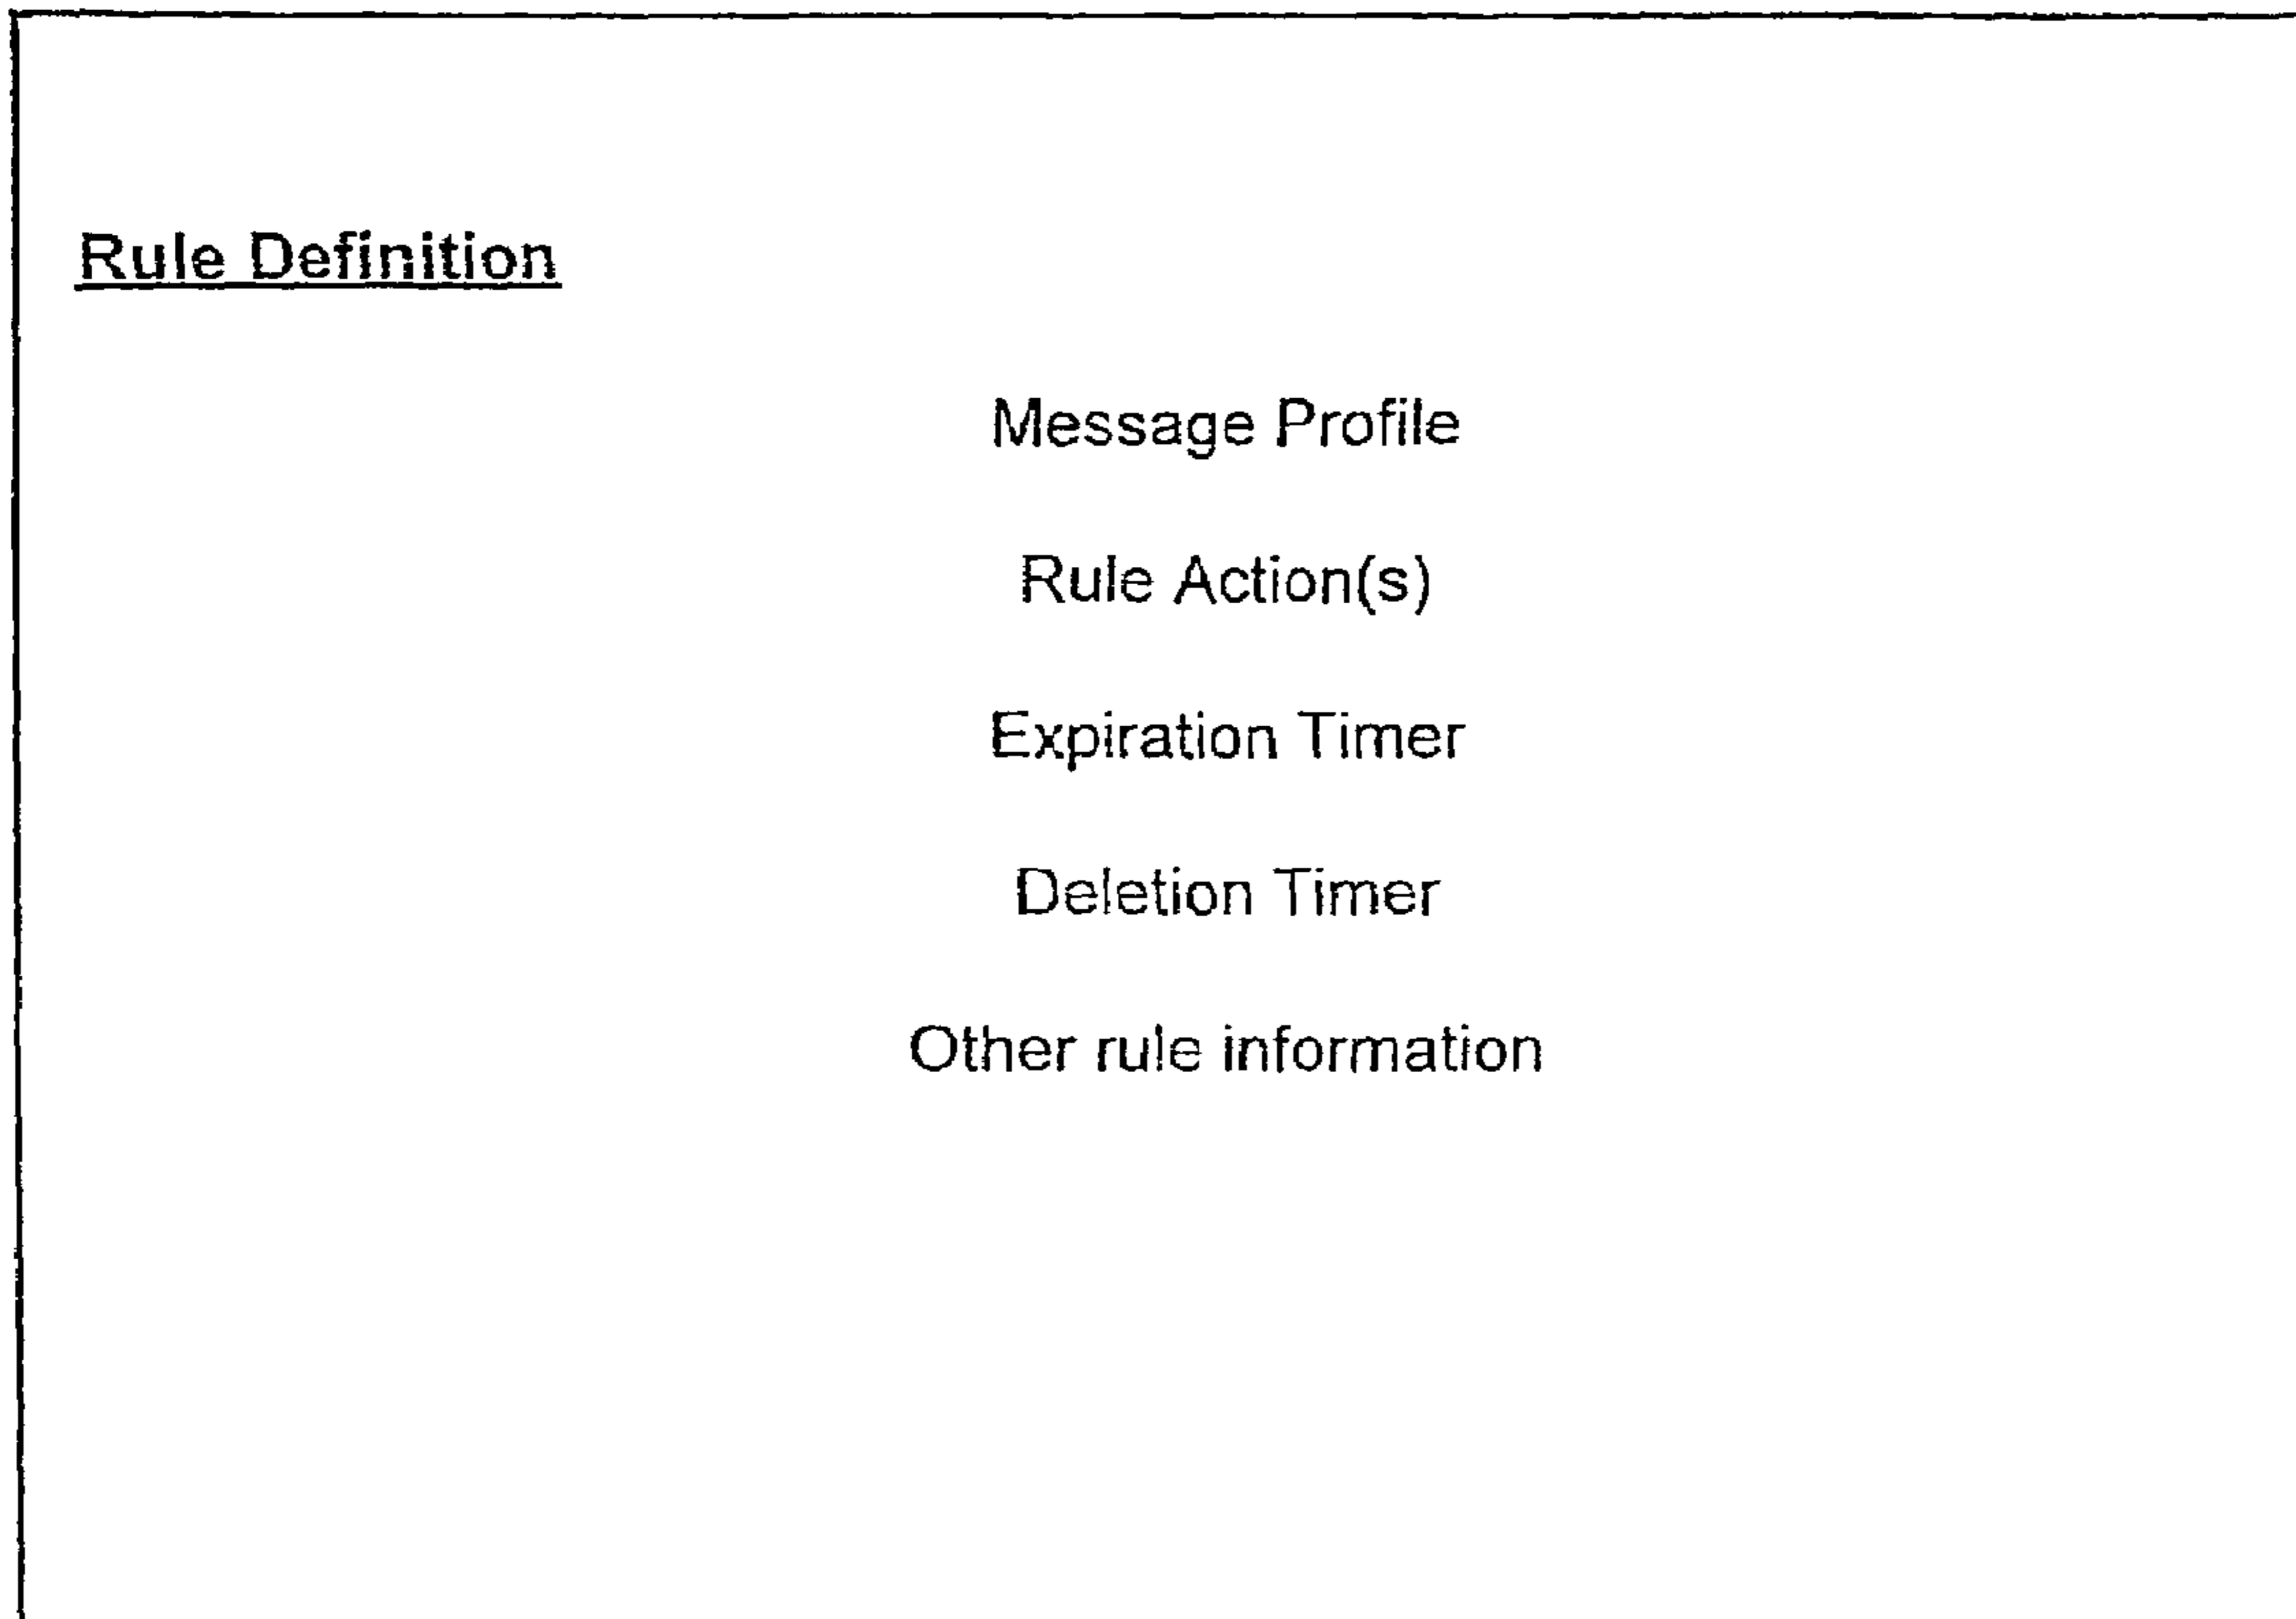 Rule Definition
Message Profile
Rule Action(s)
Expiration Timer
Deletion Timer
Other rule information